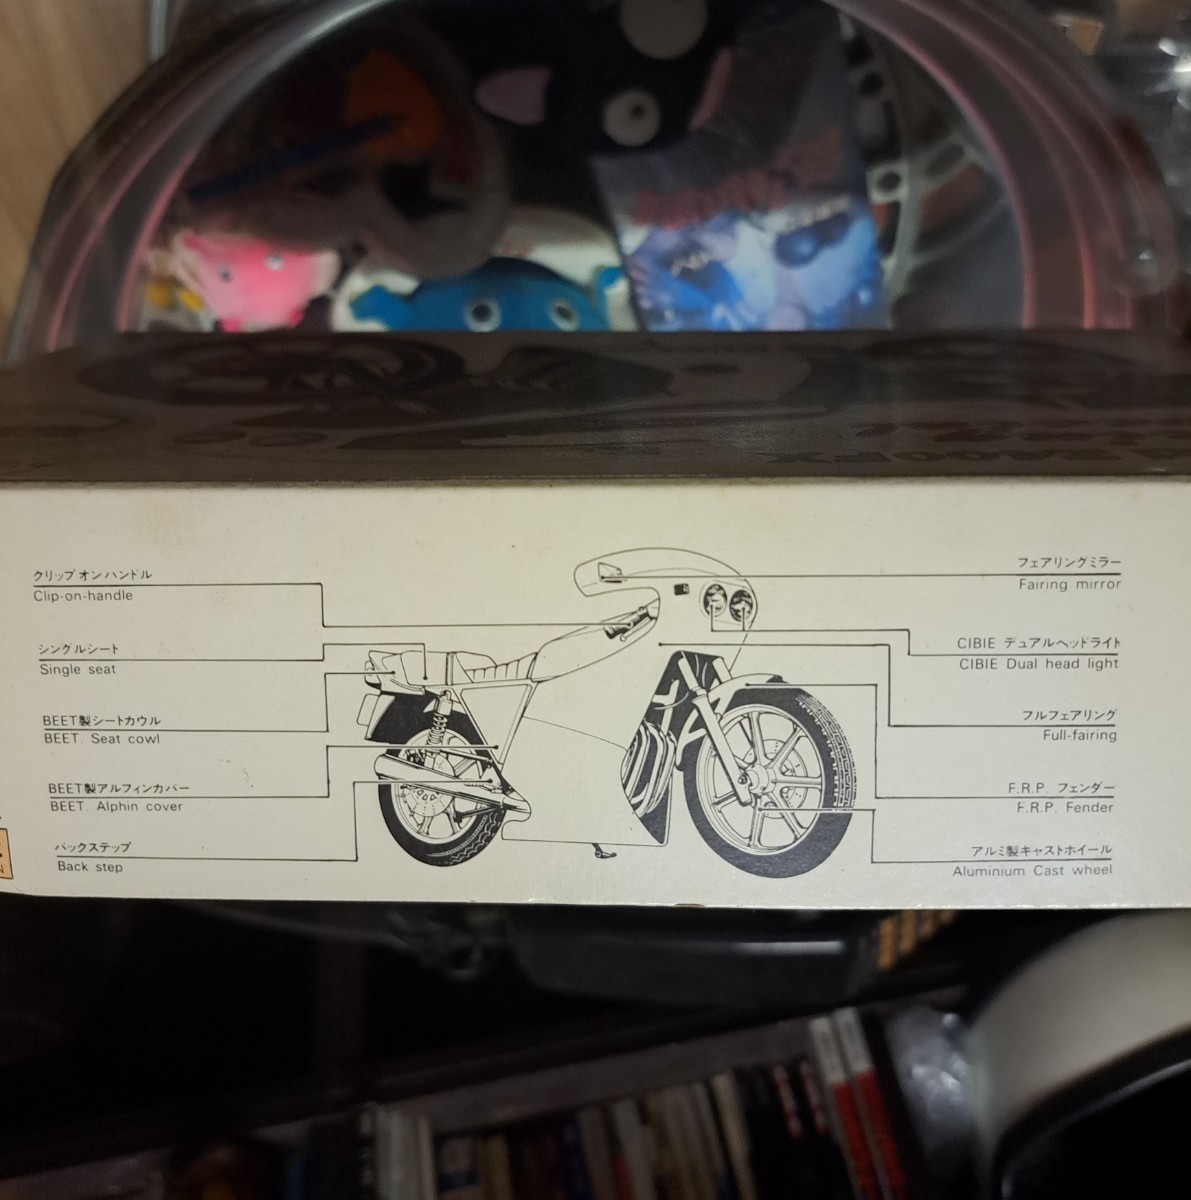 クリップオンハンドル
Clip-on-handle
シングルシート
Single seat
BEET製シートカウル
BEET. Seat cowl
BEET製アルフィンカバー
BEET. Alphin cover
バックステップ
Back step
フェアリングミラー
Fairing mirror
CIBIE デュアルヘッドライト
CIBIE Dual head light
フルフェアリング
Full-fairing
F.R.P. フェンダー
F.R.P. Fender
アルミ製キャストホイール
Aluminium Cast wheel